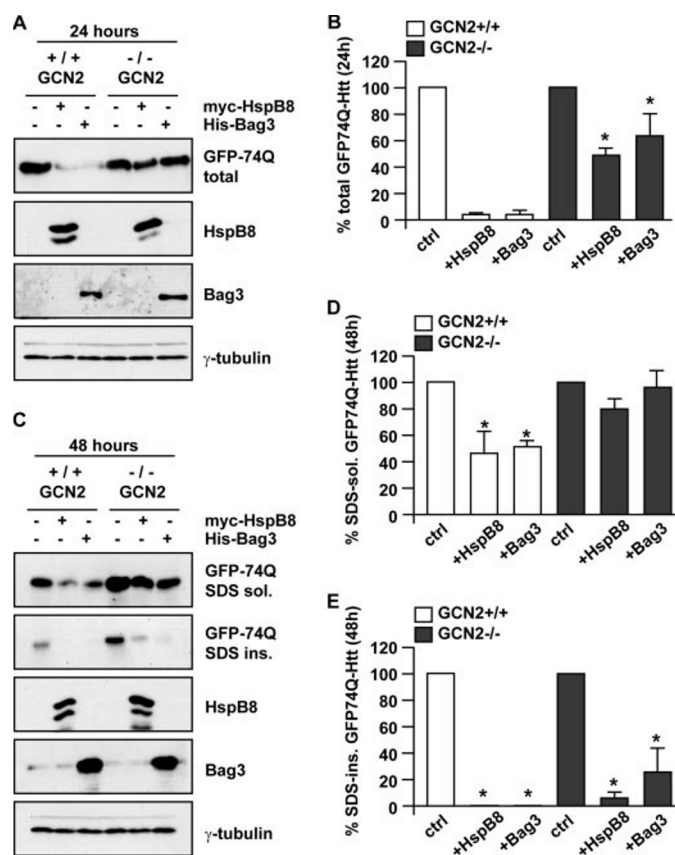 A
24 hours
+ / + - / -
GCN2 GCN2
- + - - + - myc-HspB8
- - + - - + His-Bag3
GFP-74Q
total
HspB8
Bag3
γ-tubulin
B
GCN2+/+
GCN2-/-
% total GFP74Q-Htt (24h)
120
100
80
60
40
20
0
* *
ctrl +HspB8 +Bag3 ctrl +HspB8 +Bag3
C
48 hours
+ / + - / -
GCN2 GCN2
- + - - + - myc-HspB8
- - + - - + His-Bag3
GFP-74Q
SDS sol.
GFP-74Q
SDS ins.
HspB8
Bag3
γ-tubulin
D
GCN2+/+
GCN2-/-
% SDS-sol. GFP74Q-Htt (48h)
120
100
80
60
40
20
0
* *
ctrl +HspB8 +Bag3 ctrl +HspB8 +Bag3
E
GCN2+/+
GCN2-/-
% SDS-ins. GFP74Q-Htt (48h)
120
100
80
60
40
20
0
* * * *
ctrl +HspB8 +Bag3 ctrl +HspB8 +Bag3